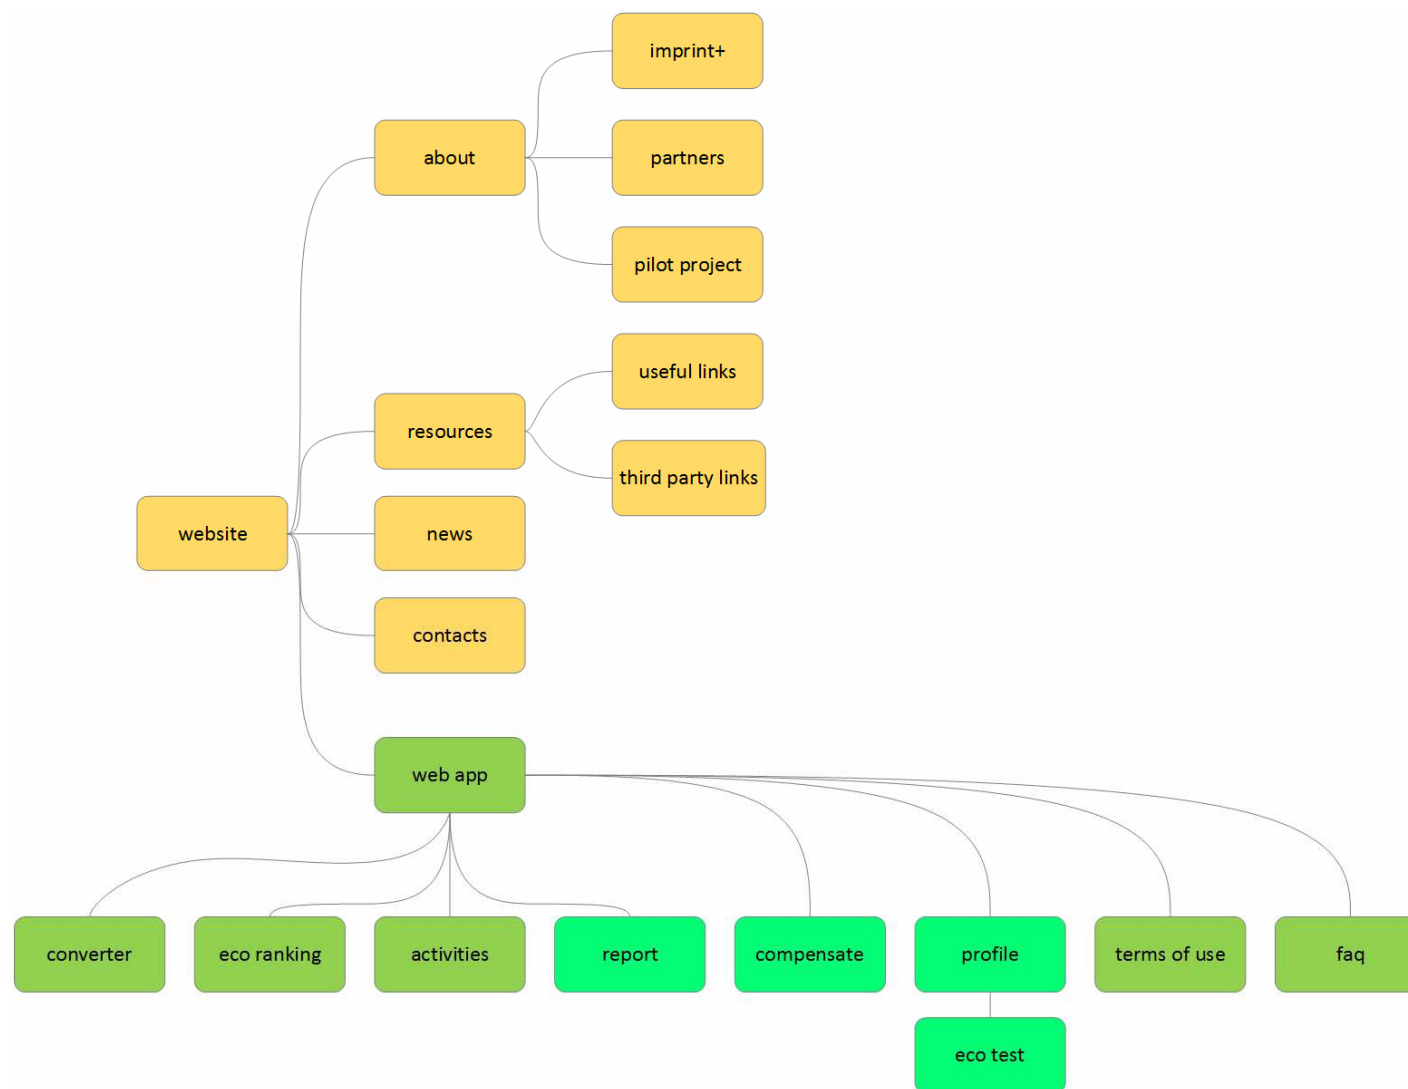 imprint+
about
partners
pilot project
useful links
resources
third party links
website
news
contacts
web app
converter
eco ranking
activities
report
compensate
profile
terms of use
faq
eco test